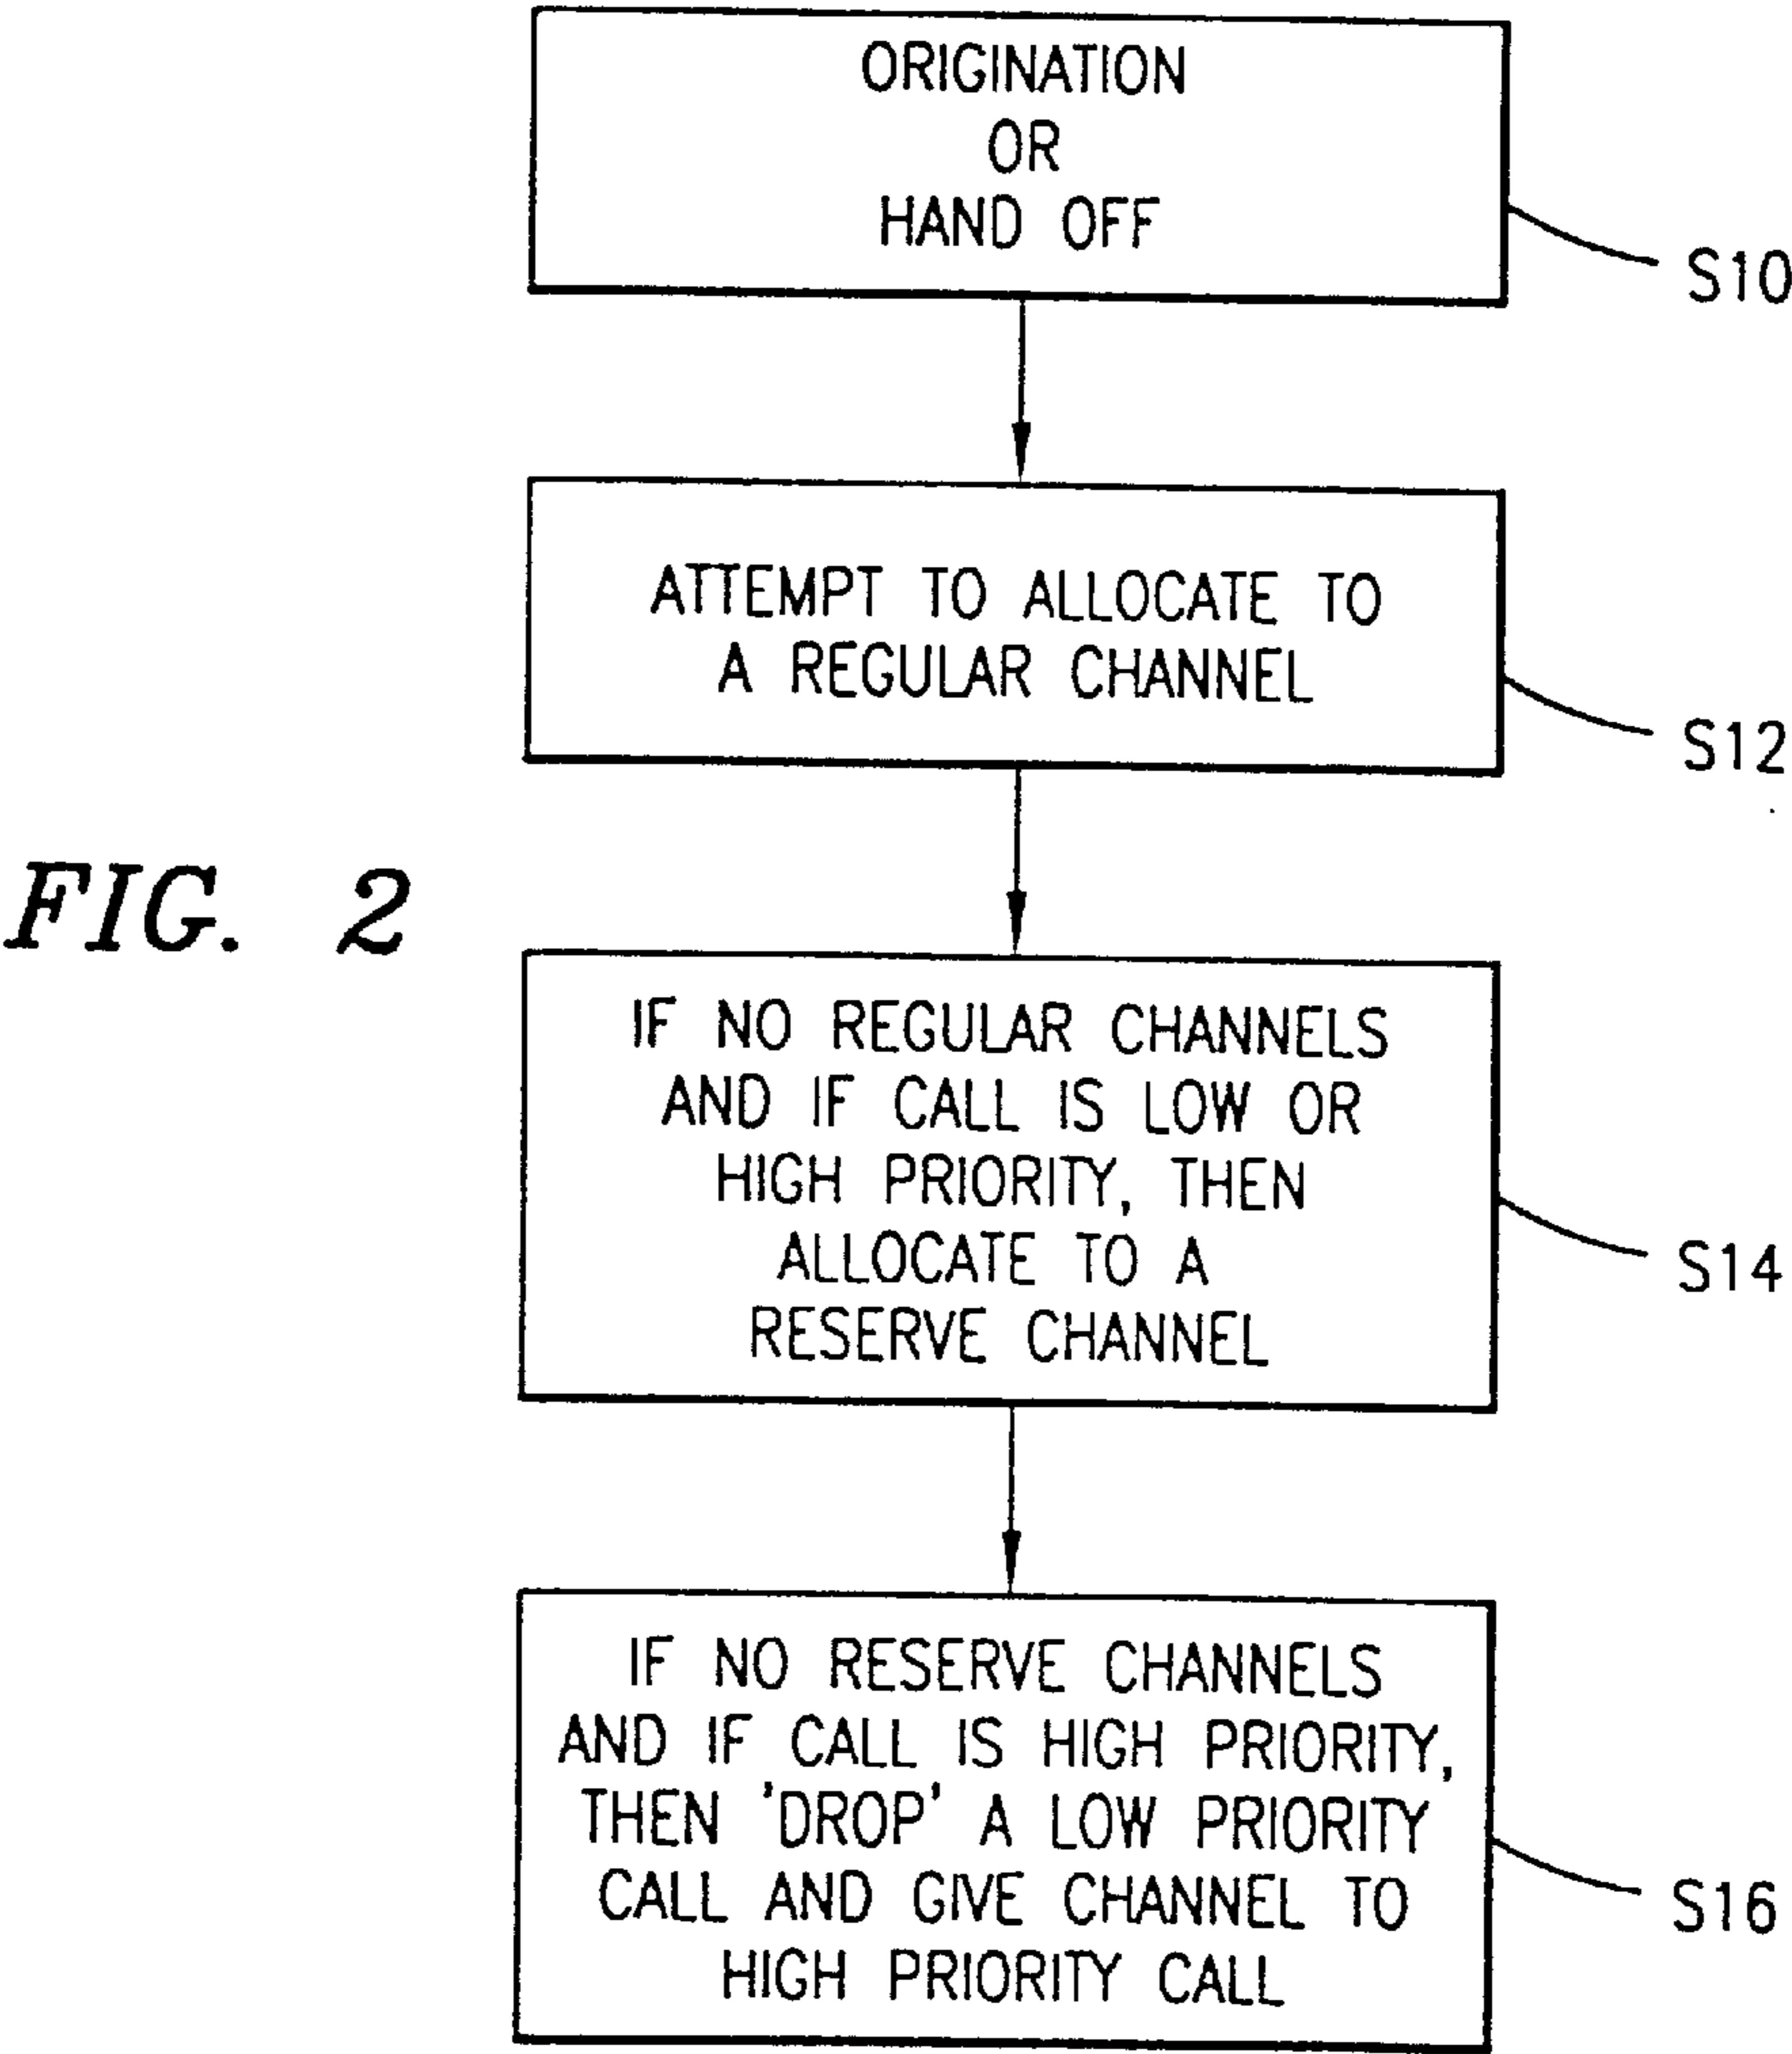 ORIGINATION
OR
HAND OFF
S10
ATTEMPT TO ALLOCATE TO
A REGULAR CHANNEL
S12
FIG. 2
IF NO REGULAR CHANNELS
AND IF CALL IS LOW OR
HIGH PRIORITY, THEN
ALLOCATE TO A
RESERVE CHANNEL
S14
IF NO RESERVE CHANNELS
AND IF CALL IS HIGH PRIORITY,
THEN 'DROP' A LOW PRIORITY
CALL AND GIVE CHANNEL TO
HIGH PRIORITY CALL
S16